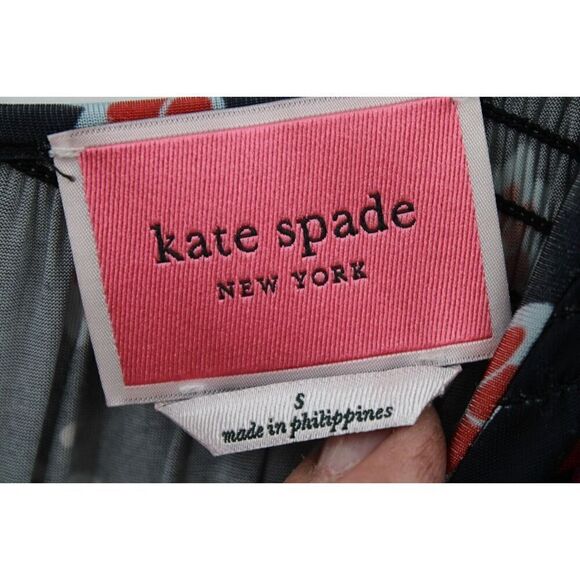 kate spade
NEW YORK
S
made in philippines